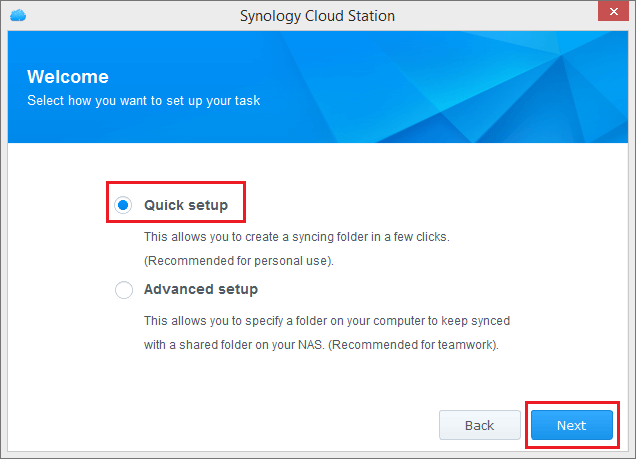 Synology Cloud Station
Welcome
Select how you want to set up your task
Quick setup
This allows you to create a syncing folder in a few clicks.
(Recommended for personal use).
Advanced setup
This allows you to specify a folder on your computer to keep synced
with a shared folder on your NAS. (Recommended for teamwork).
Back
Next